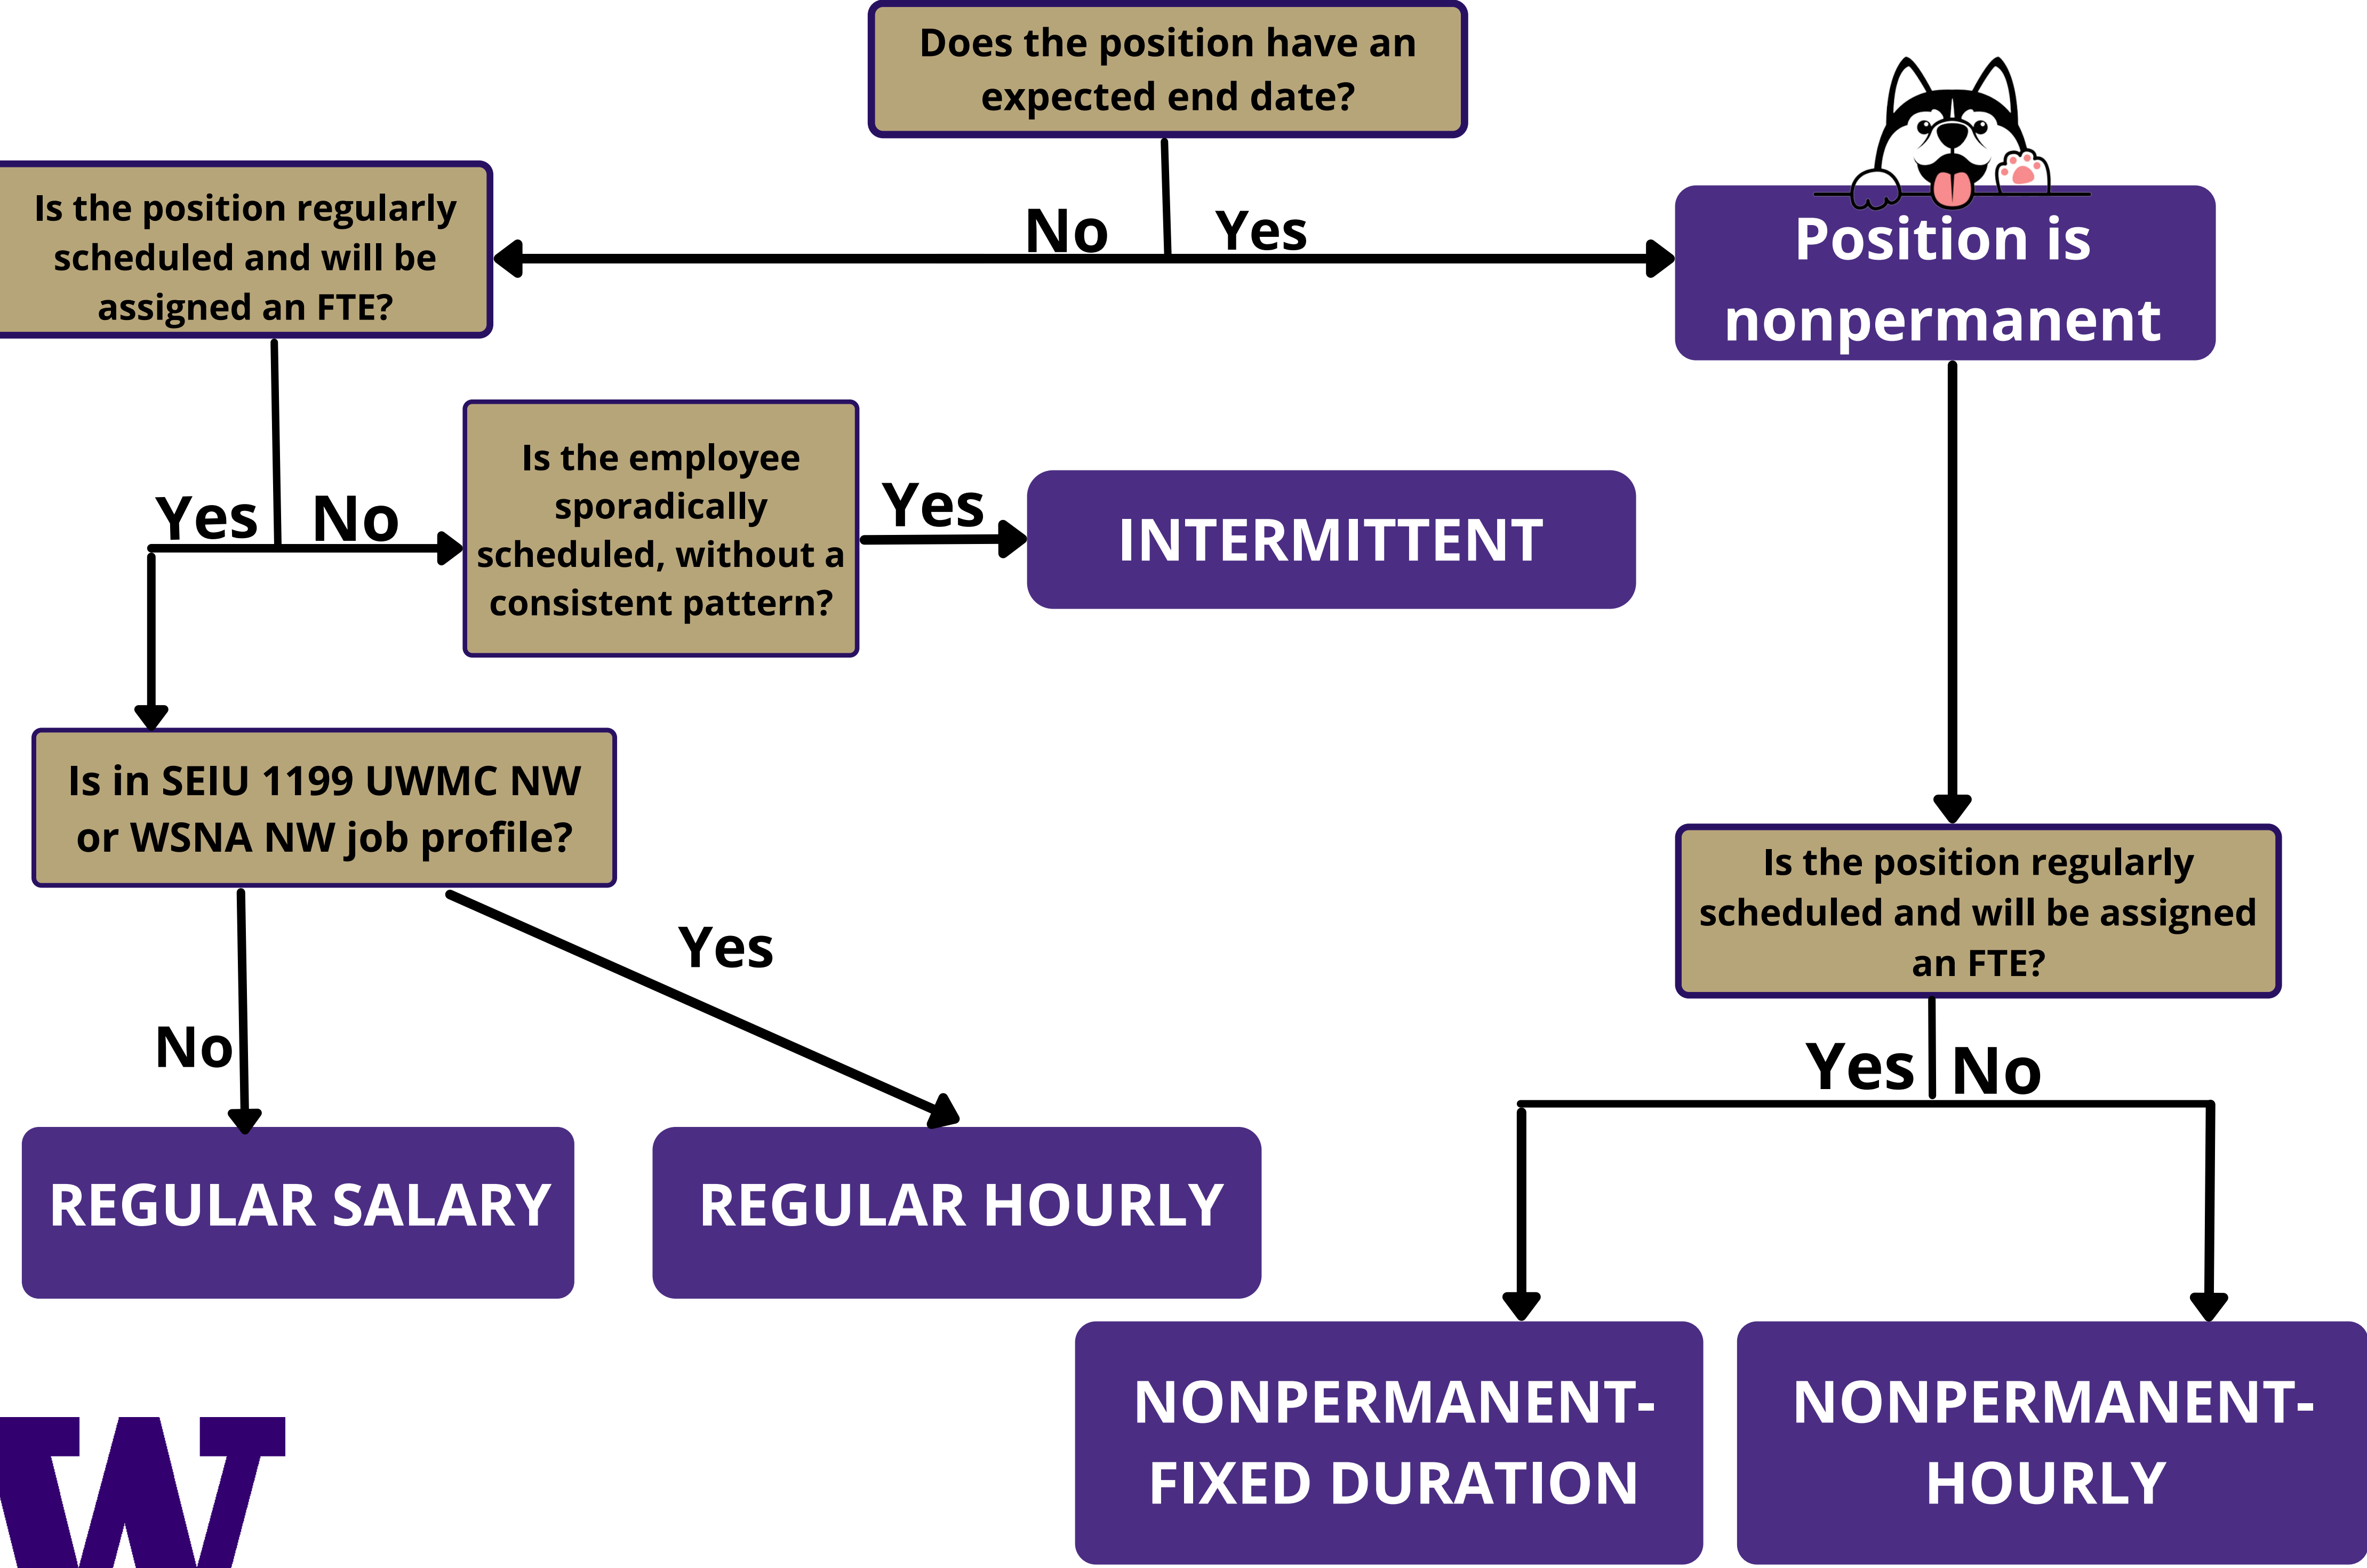 Does the position have an
expected end date?
No
Yes
Position is
nonpermanent
Is the position regularly
scheduled and will be
assigned an FTE?
Yes
No
Is the employee
sporadically
scheduled, without a
consistent pattern?
Yes
INTERMITTENT
Is in SEIU 1199 UWMC NW
or WSNA NW job profile?
No
Yes
REGULAR SALARY
REGULAR HOURLY
Is the position regularly
scheduled and will be assigned
an FTE?
Yes
No
NONPERMANENT-
FIXED DURATION
NONPERMANENT-
HOURLY
W